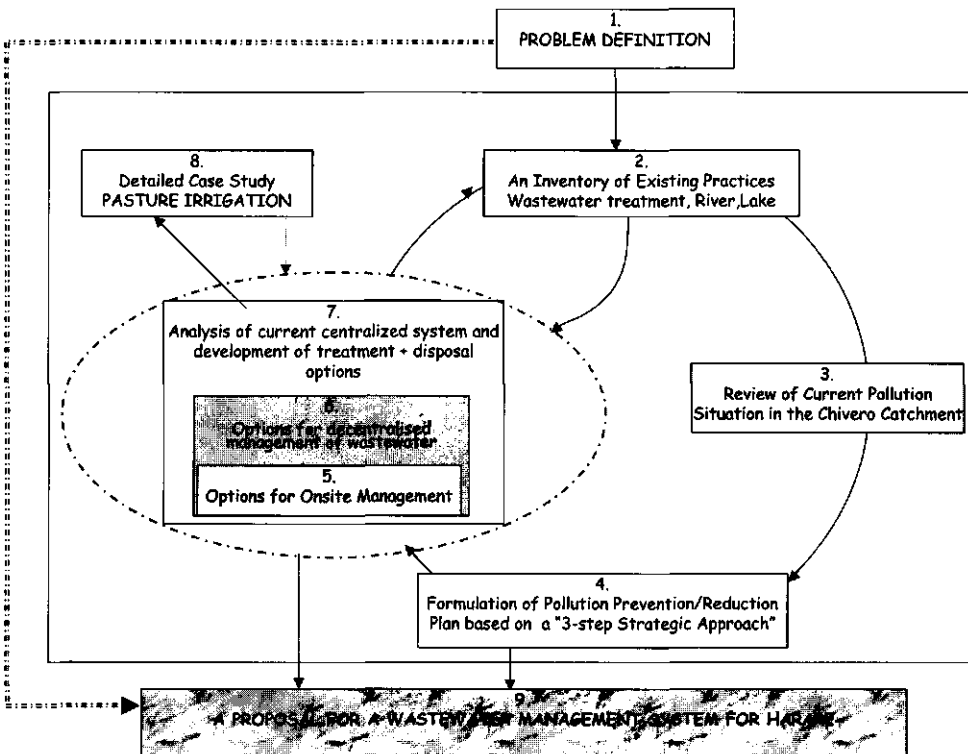 1.
PROBLEM DEFINITION
2.
An Inventory of Existing Practices
Wastewater treatment, River,Lake
8.
Detailed Case Study
PASTURE IRRIGATION
7.
Analysis of current centralized system and
development of treatment + disposal
options
6.
Options for decentralised
management of wastewater
5.
Options for Onsite Management
3.
Review of Current Pollution
Situation in the Chivero Catchment
4.
Formulation of Pollution Prevention/Reduction
Plan based on a "3-step Strategic Approach"
9.
A PROPOSAL FOR A WASTEWATER MANAGEMENT SYSTEM FOR HARARE